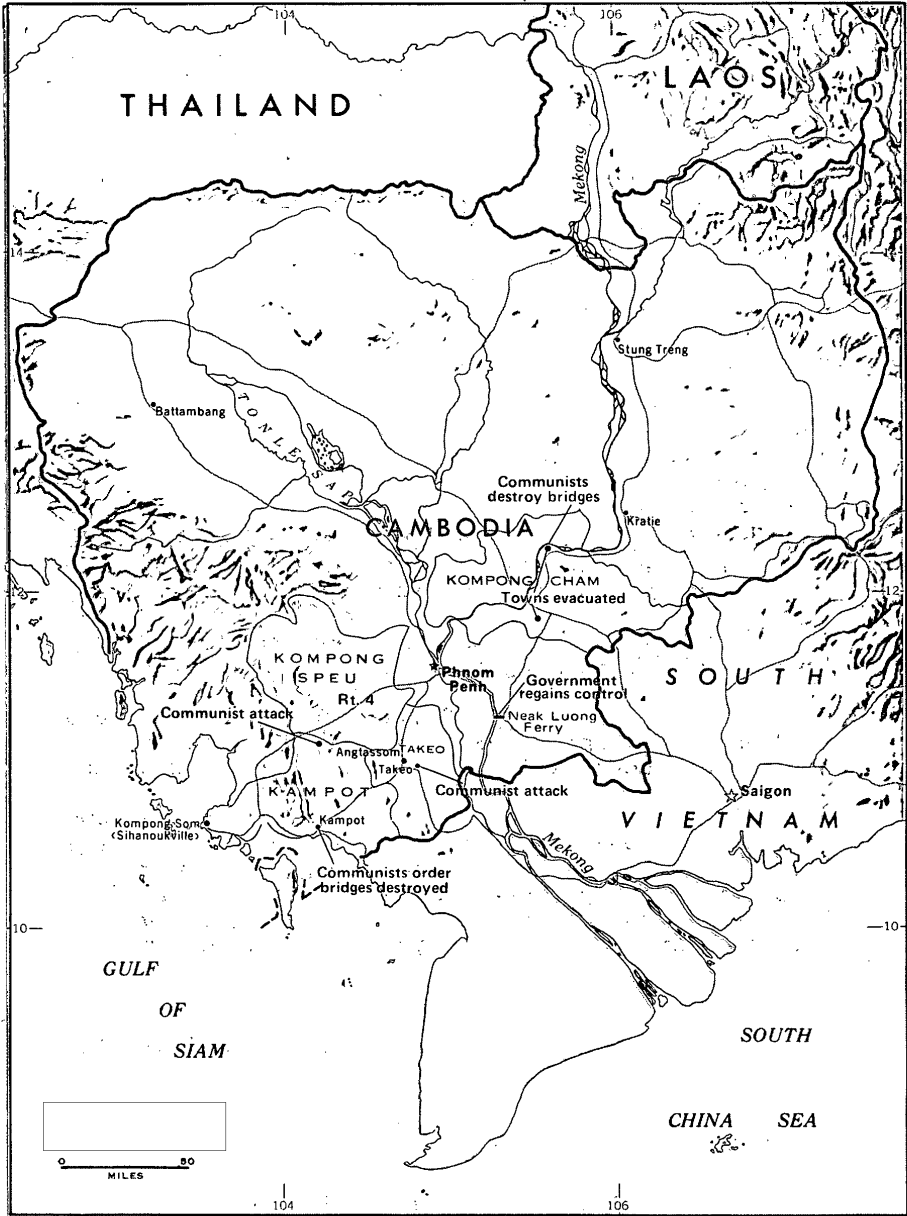 104
106
THAILAND
LAOS
Mekong
14
14
Stung Treng
Battambang
TONLE SAP
Communists
destroy bridges
Kratie
CAMBODIA
KOMPONG CHAM
12
12
Towns evacuated
KOMPONG
SPEU
Phnom
Penh
SOUTH
Government
regains control
Rt. 4
Communist attack
Neak Luong
Ferry
Angtassom
TAKEO
Takeo
KAMPOT
Communist attack
Saigon
Kompong Som
(Sihanoukville)
Kampot
VIETNAM
Mekong
Communists order
bridges destroyed
10
10
GULF
OF
SIAM
SOUTH
CHINA SEA
0 50
MILES
104
106